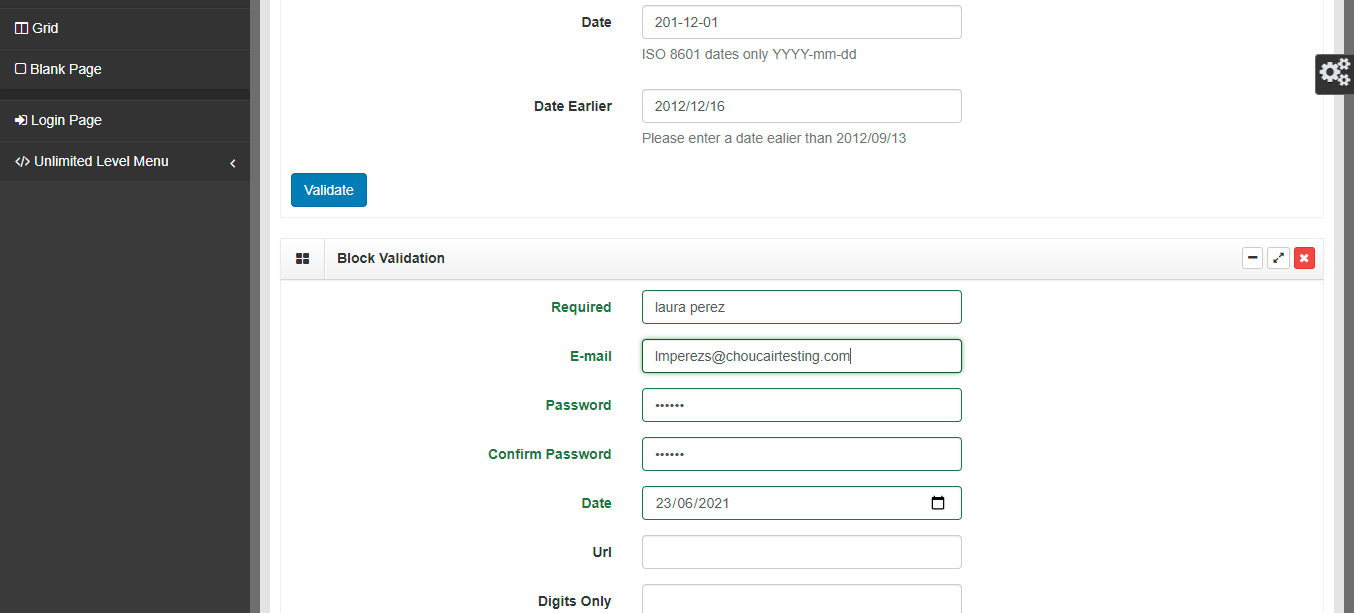 Grid
Blank Page
Login Page
Unlimited Level Menu
Date 201-12-01
ISO 8601 dates only YYYY-mm-dd
Date Earlier 2012/12/16
Please enter a date ealier than 2012/09/13
Validate
Block Validation
Required laura perez
E-mail lmperezs@choucairtesting.com
Password ••••••
Confirm Password ••••••
Date 23/06/2021
Url
Digits Only